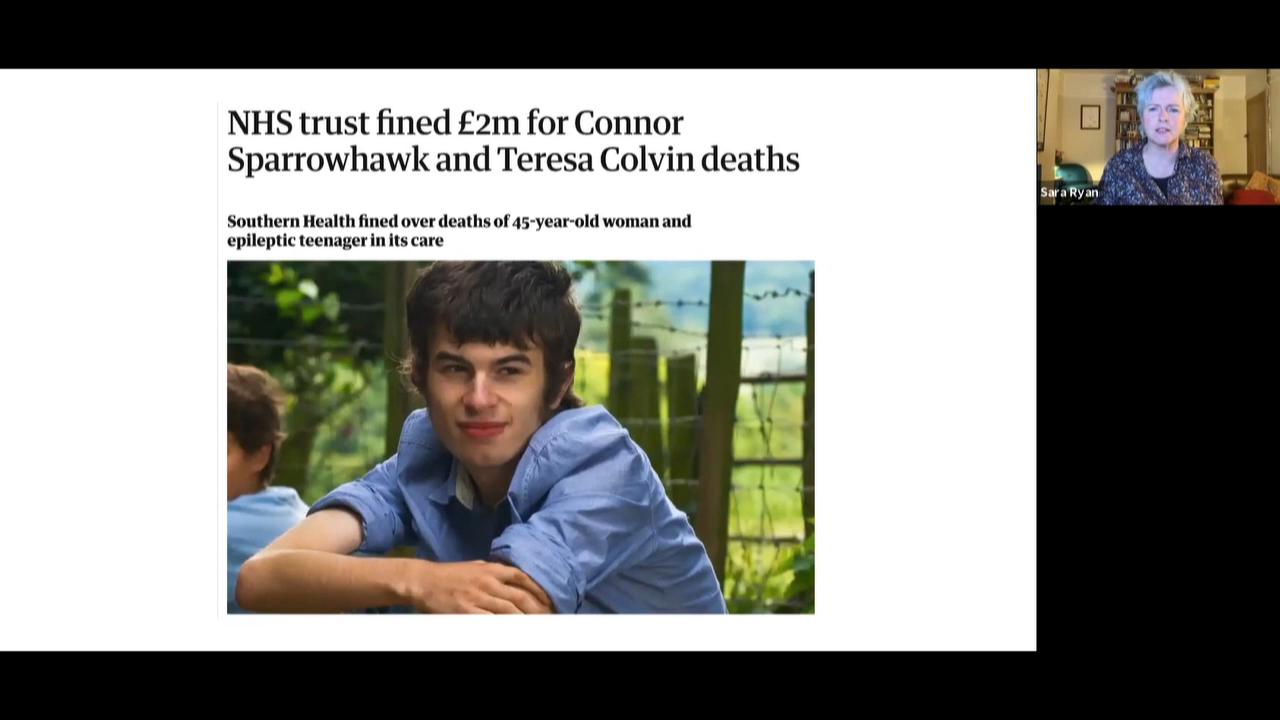 NHS trust fined £2m for Connor
Sparrowhawk and Teresa Colvin deaths
Southern Health fined over deaths of 45-year-old woman and
epileptic teenager in its care
Sara Ryan